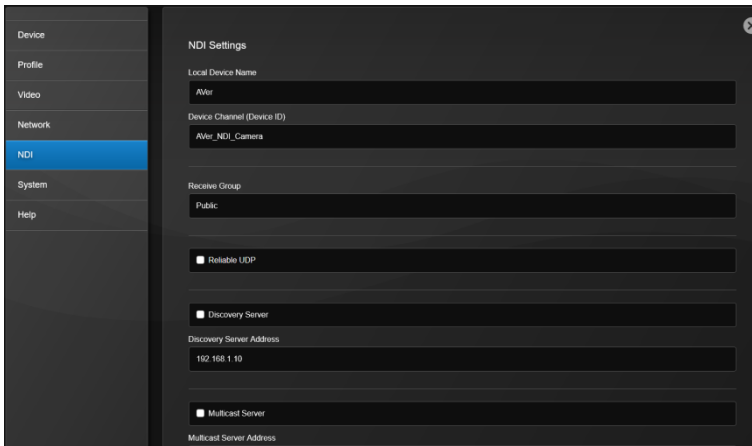 Device
Profile
Video
Network
NDI
System
Help
NDI Settings
Local Device Name
AVer
Device Channel (Device ID)
AVer_NDI_Camera
Receive Group
Public
Reliable UDP
Discovery Server
Discovery Server Address
192.168.1.10
Multicast Server
Multicast Server Address